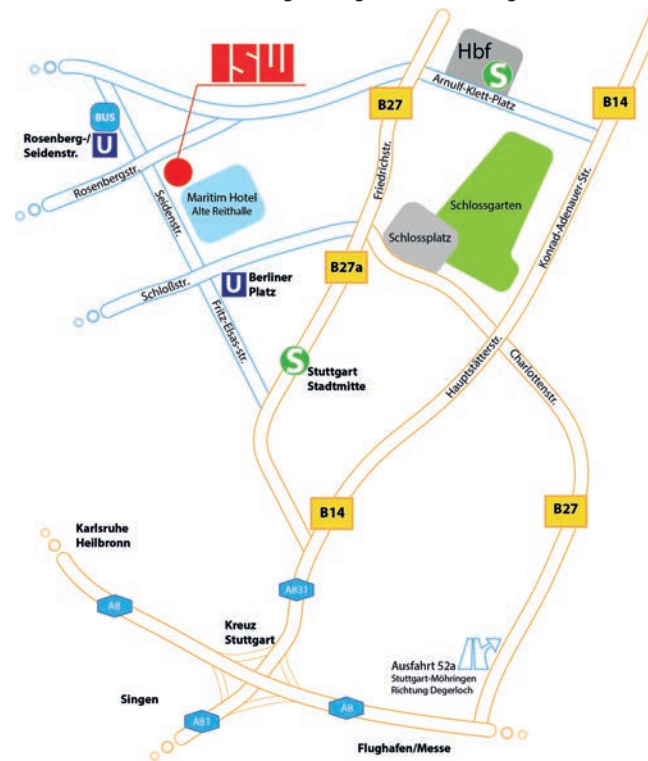 ISW
Hbf
S
Arnulf-Klett-Platz
B27
B14
BUS
Rosenberg-/
Seidenstr.
U
Rosenbergstr.
Seidenstr.
Maritim Hotel
Alte Reithalle
Friedrichstr.
Schlossgarten
Konrad-Adenauer-Str.
Schlossplatz
B27a
Schloßstr.
U
Berliner
Platz
Fritz-Elsas-str.
S
Stuttgart
Stadtmitte
Hauptstätterstr.
Charlottenstr.
B14
B27
Karlsruhe
Heilbronn
A8
A831
Kreuz
Stuttgart
Ausfahrt 52a
Stuttgart-Möhringen
Richtung Degerloch
Singen
A81
A8
Flughafen/Messe